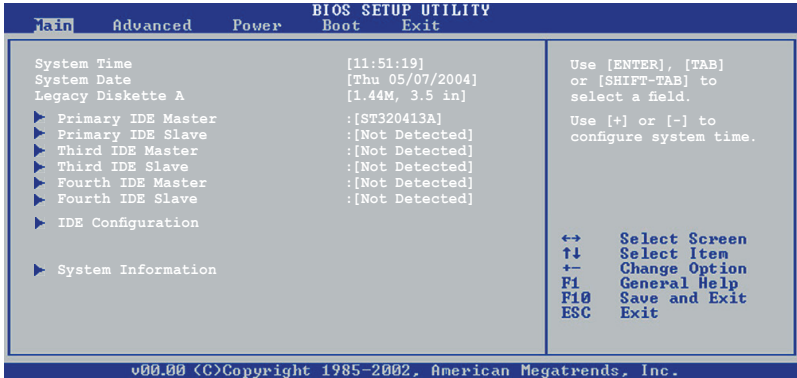 BIOS SETUP UTILITY
Main Advanced Power Boot Exit
System Time [11:51:19]
System Date [Thu 05/07/2004]
Legacy Diskette A [1.44M, 3.5 in]
Primary IDE Master :[ST320413A]
Primary IDE Slave :[Not Detected]
Third IDE Master :[Not Detected]
Third IDE Slave :[Not Detected]
Fourth IDE Master :[Not Detected]
Fourth IDE Slave :[Not Detected]
IDE Configuration
System Information
Use [ENTER], [TAB]
or [SHIFT-TAB] to
select a field.
Use [+] or [-] to
configure system time.
←→ Select Screen
↑↓ Select Item
+- Change Option
F1 General Help
F10 Save and Exit
ESC Exit
v00.00 (C)Copyright 1985-2002, American Megatrends, Inc.